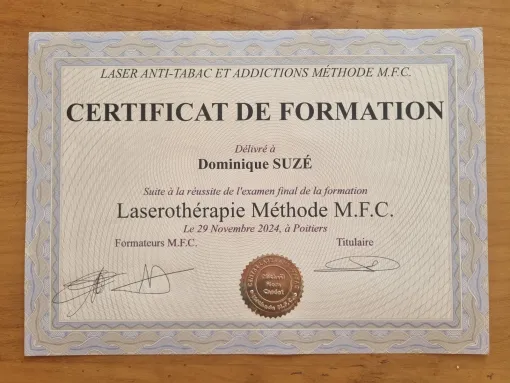 LASER ANTI-TABAC ET ADDICTIONS MÉTHODE M.F.C.
CERTIFICAT DE FORMATION
Délivré à
Dominique SUZÉ
Suite à la réussite de l'examen final de la formation
Laserothérapie Méthode M.F.C.
Le 29 Novembre 2024, à Poitiers
Formateurs M.F.C.
Titulaire